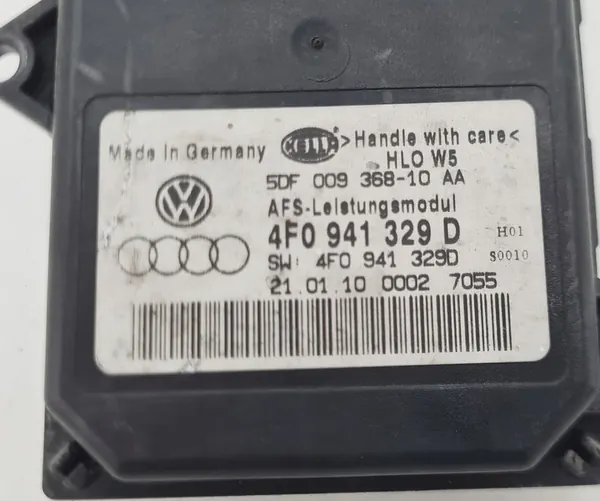 Made in Germany
HELLA
>Handle with care<
HLO W5
5DF 009 368-10 AA
AFS-Leistungsmodul
4F0 941 329 D H01
SW: 4F0 941 329D S0010
21.01.10 0002 7055